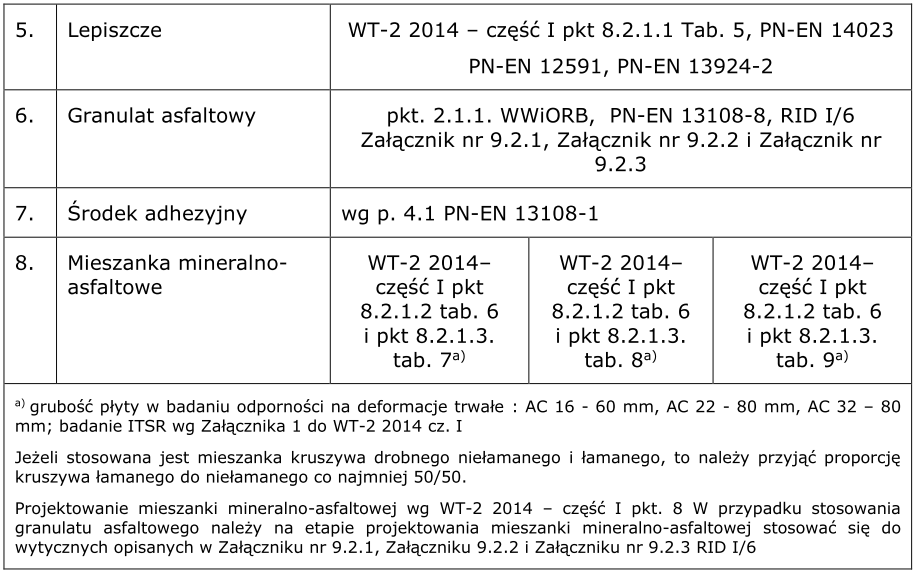 5. Lepiszcze WT-2 2014 – część I pkt 8.2.1.1 Tab. 5, PN-EN 14023
PN-EN 12591, PN-EN 13924-2
6. Granulat asfaltowy pkt. 2.1.1. WWiORB, PN-EN 13108-8, RID I/6
Załącznik nr 9.2.1, Załącznik nr 9.2.2 i Załącznik nr
9.2.3
7. Środek adhezyjny wg p. 4.1 PN-EN 13108-1
8. Mieszanka mineralno-
asfaltowe
WT-2 2014–
część I pkt
8.2.1.2 tab. 6
i pkt 8.2.1.3.
tab. 7a)
WT-2 2014–
część I pkt
8.2.1.2 tab. 6
i pkt 8.2.1.3.
tab. 8a)
WT-2 2014–
część I pkt
8.2.1.2 tab. 6
i pkt 8.2.1.3.
tab. 9a)
a) grubość płyty w badaniu odporności na deformacje trwałe : AC 16 - 60 mm, AC 22 - 80 mm, AC 32 – 80
mm; badanie ITSR wg Załącznika 1 do WT-2 2014 cz. I
Jeżeli stosowana jest mieszanka kruszywa drobnego niełamanego i łamanego, to należy przyjąć proporcję
kruszywa łamanego do niełamanego co najmniej 50/50.
Projektowanie mieszanki mineralno-asfaltowej wg WT-2 2014 – część I pkt. 8 W przypadku stosowania
granulatu asfaltowego należy na etapie projektowania mieszanki mineralno-asfaltowej stosować się do
wytycznych opisanych w Załączniku nr 9.2.1, Załączniku 9.2.2 i Załączniku nr 9.2.3 RID I/6